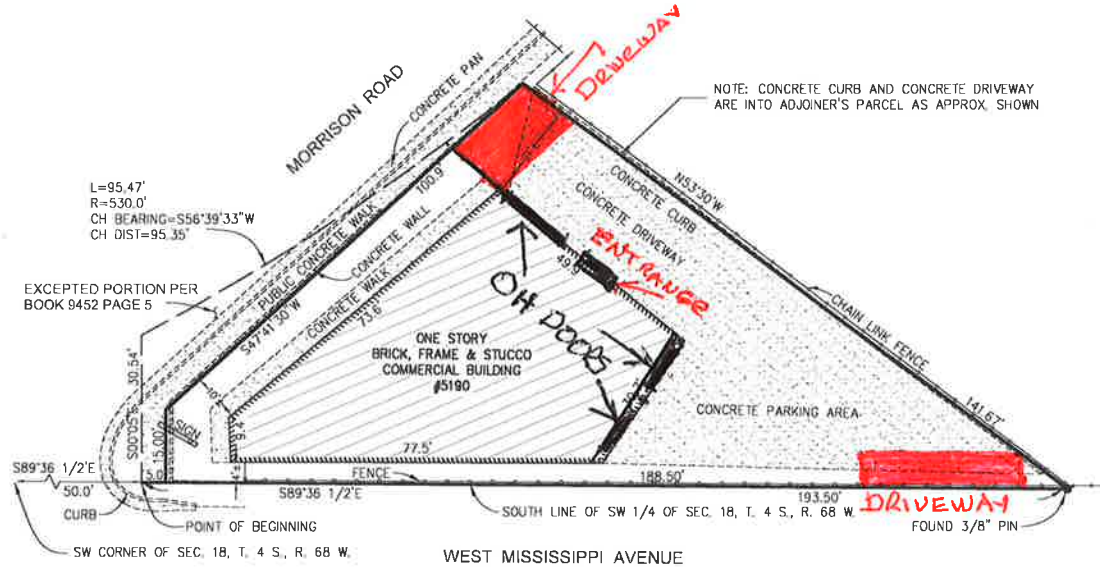 DRIVEWAY
NOTE: CONCRETE CURB AND CONCRETE DRIVEWAY
ARE INTO ADJOINER'S PARCEL AS APPROX. SHOWN
MORRISON ROAD
CONCRETE PAN
L=95.47'
R=530.0'
CH BEARING=S56°39'33"W
CH DIST=95.35'
100.9'
N53°30'W
CONCRETE CURB
CONCRETE DRIVEWAY
PUBLIC CONCRETE WALK
CONCRETE WALL
CONCRETE WALK
S47°41'30"W
73.6'
ENTRANCE
OH DOORS
EXCEPTED PORTION PER
BOOK 9452 PAGE 5
ONE STORY
BRICK, FRAME & STUCCO
COMMERCIAL BUILDING
#5190
CHAIN LINK FENCE
141.67'
CONCRETE PARKING AREA
30.54'
15.00'
SIGN
9.4'
77.5'
S89°36 1/2'E
50.0'
5.0'
FENCE
188.50'
S89°36 1/2'E
193.50'
DRIVEWAY
CURB
POINT OF BEGINNING
SOUTH LINE OF SW 1/4 OF SEC. 18, T. 4 S., R. 68 W.
FOUND 3/8" PIN
SW CORNER OF SEC. 18, T. 4 S., R. 68 W.
WEST MISSISSIPPI AVENUE